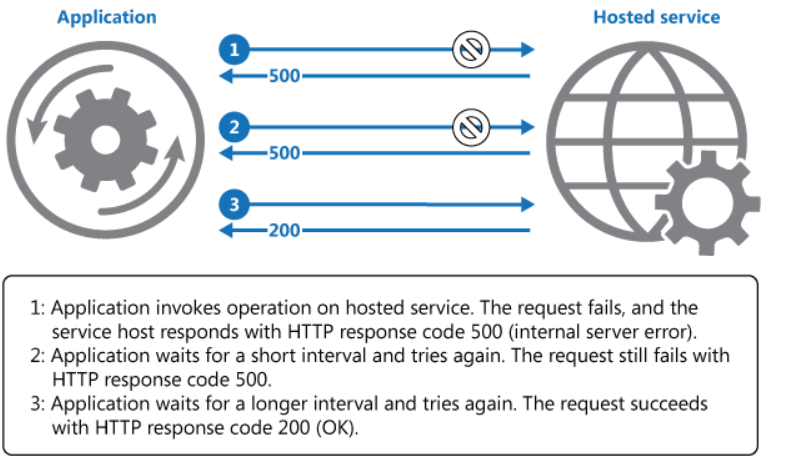 Application
Hosted service
1
500
2
500
3
200
1: Application invokes operation on hosted service. The request fails, and the
service host responds with HTTP response code 500 (internal server error).
2: Application waits for a short interval and tries again. The request still fails with
HTTP response code 500.
3: Application waits for a longer interval and tries again. The request succeeds
with HTTP response code 200 (OK).